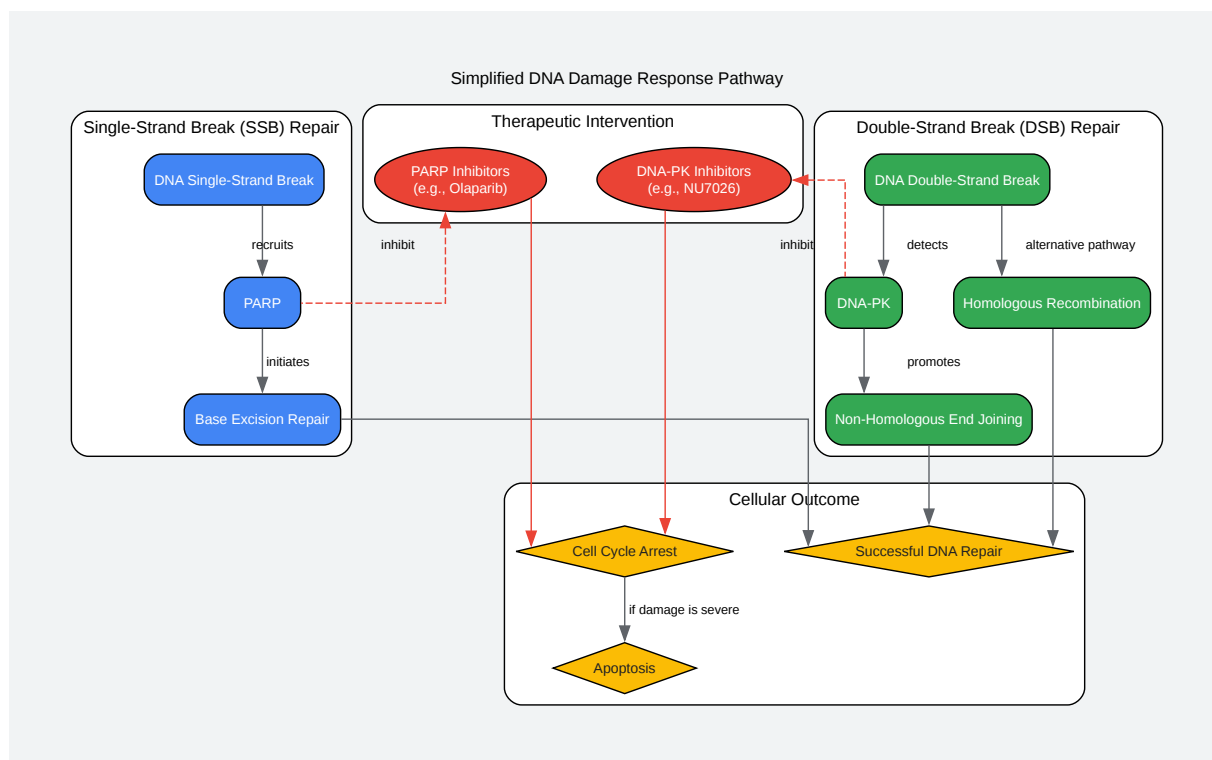 Simplified DNA Damage Response Pathway
Single-Strand Break (SSB) Repair
Therapeutic Intervention
Double-Strand Break (DSB) Repair
DNA Single-Strand Break
PARP Inhibitors
(e.g., Olaparib)
DNA-PK Inhibitors
(e.g., NU7026)
DNA Double-Strand Break
recruits
inhibit
inhibit
detects
alternative pathway
PARP
DNA-PK
Homologous Recombination
initiates
promotes
Base Excision Repair
Non-Homologous End Joining
Cellular Outcome
Cell Cycle Arrest
Successful DNA Repair
if damage is severe
Apoptosis